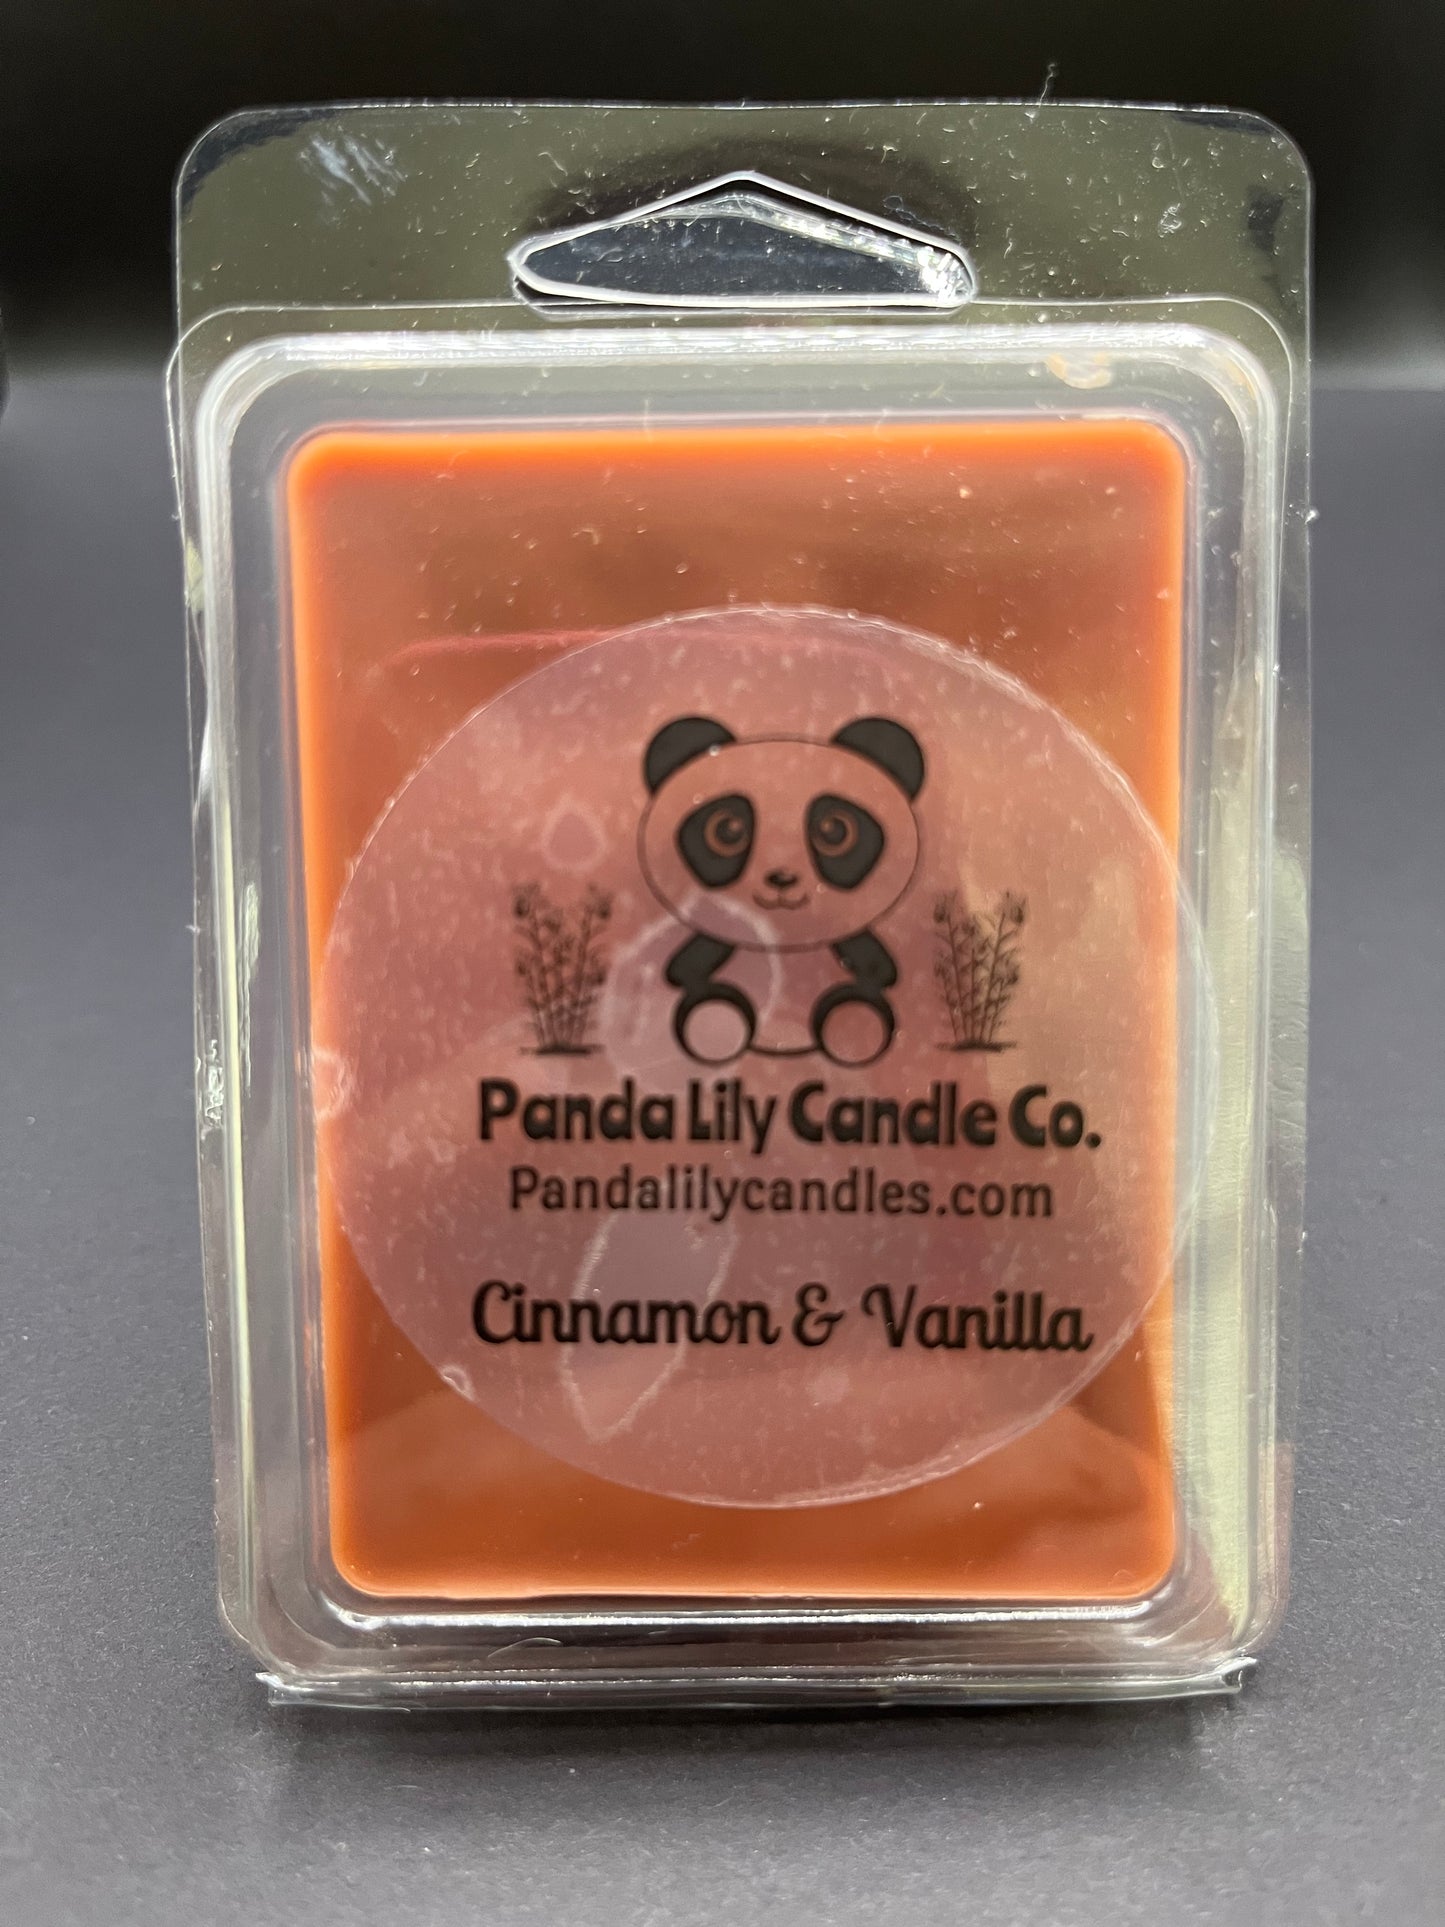 Panda Lily Candle Co.
Pandalilycandles.com
Cinnamon & Vanilla